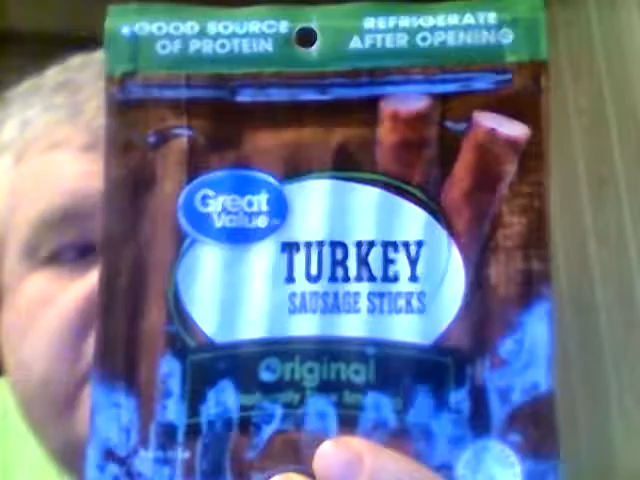 GOOD SOURCE
OF PROTEIN
REFRIGERATE
AFTER OPENING
Great
Value
TURKEY
SAUSAGE STICKS
Original